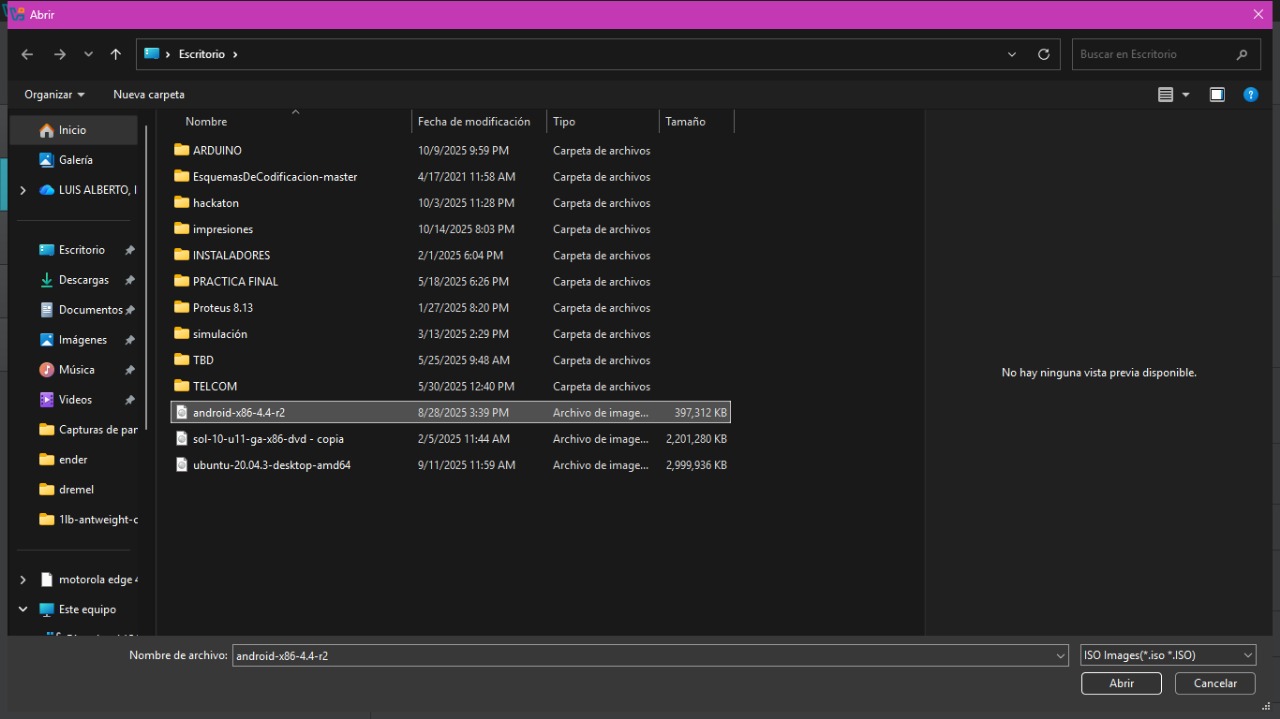 Abrir
Escritorio
Buscar en Escritorio
Organizar
Nueva carpeta
Inicio
Galería
LUIS ALBERTO,
Escritorio
Descargas
Documentos
Imágenes
Música
Videos
Capturas de par
ender
dremel
1lb-antweight-c
motorola edge 4
Este equipo
Nombre Fecha de modificación Tipo Tamaño
ARDUINO 10/9/2025 9:59 PM Carpeta de archivos
EsquemasDeCodificacion-master 4/17/2021 11:58 AM Carpeta de archivos
hackaton 10/3/2025 11:28 PM Carpeta de archivos
impresiones 10/14/2025 8:03 PM Carpeta de archivos
INSTALADORES 2/1/2025 6:04 PM Carpeta de archivos
PRACTICA FINAL 5/18/2025 6:26 PM Carpeta de archivos
Proteus 8.13 1/27/2025 8:20 PM Carpeta de archivos
simulación 3/13/2025 2:29 PM Carpeta de archivos
TBD 5/25/2025 9:48 AM Carpeta de archivos
TELCOM 5/30/2025 12:40 PM Carpeta de archivos
android-x86-4.4-r2 8/28/2025 3:39 PM Archivo de image... 397,312 KB
sol-10-u11-ga-x86-dvd - copia 2/5/2025 11:44 AM Archivo de image... 2,201,280 KB
ubuntu-20.04.3-desktop-amd64 9/11/2025 11:59 AM Archivo de image... 2,999,936 KB
No hay ninguna vista previa disponible.
Nombre de archivo: android-x86-4.4-r2 ISO Images(*.iso *.ISO)
Abrir Cancelar